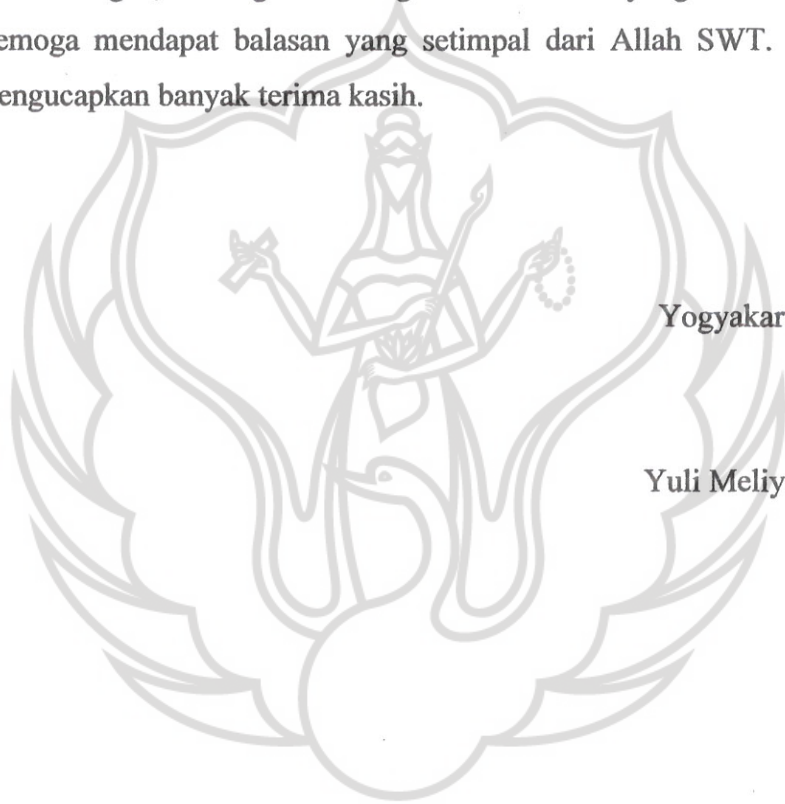 emoga mendapat balasan yang setimpal dari Allah SWT.
engucapkan banyak terima kasih.
Yogyakar
Yuli Meliy